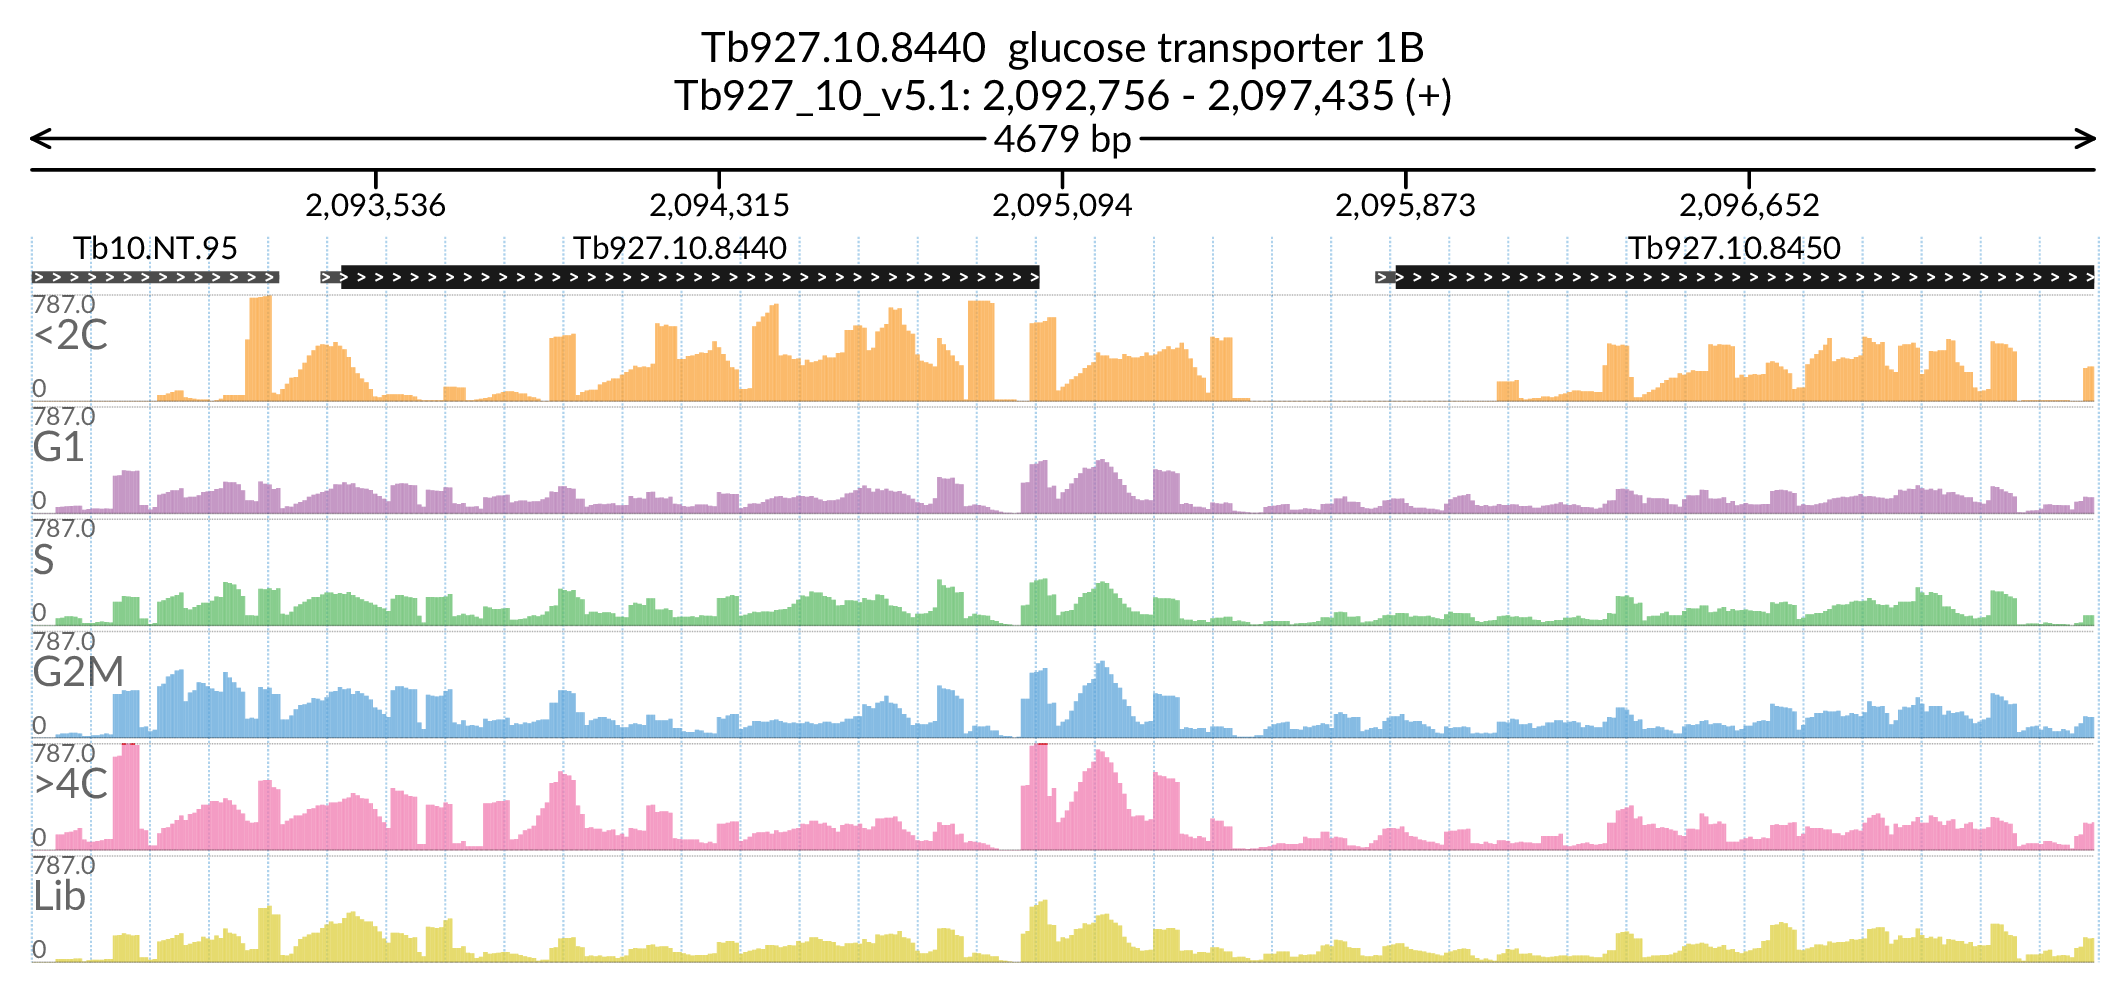 Tb927.10.8440 glucose transporter 1B
Tb927_10_v5.1: 2,092,756 - 2,097,435 (+)
4679 bp
2,093,536 2,094,315 2,095,094 2,095,873 2,096,652
Tb10.NT.95 Tb927.10.8440 Tb927.10.8450
787.0
<2C
0
787.0
G1
0
787.0
S
0
787.0
G2M
0
787.0
>4C
0
787.0
Lib
0